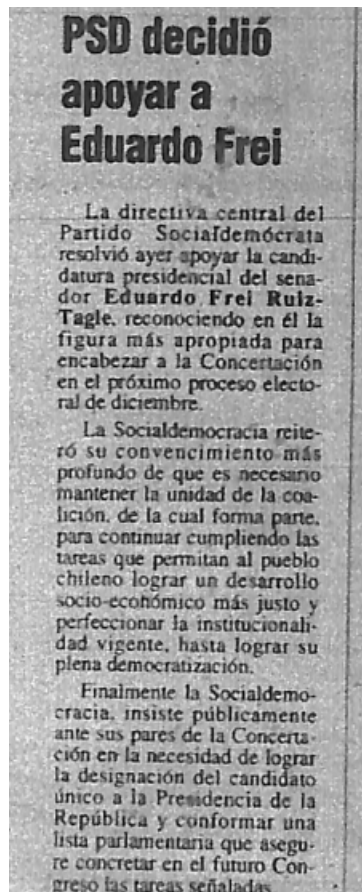 PSD decidió
apoyar a
Eduardo Frei
La directiva central del
Partido Socialdemócrata
resolvió ayer apoyar la candi-
datura presidencial del sena-
dor Eduardo Frei Ruiz-
Tagle, reconociendo en él la
figura más apropiada para
encabezar a la Concertación
en el próximo proceso electo-
ral de diciembre.
La Socialdemocracia reite-
ró su convencimiento más
profundo de que es necesario
mantener la unidad de la coa-
lición, de la cual forma parte,
para continuar cumpliendo las
tareas que permitan al pueblo
chileno lograr un desarrollo
socio-económico más justo y
perfeccionar la institucionali-
dad vigente, hasta lograr su
plena democratización.
Finalmente la Socialdemo-
cracia, insiste públicamente
ante sus pares de la Concerta-
ción en la necesidad de lograr
la designación del candidato
único a la Presidencia de la
República y conformar una
lista parlamentaria que asegu-
re concretar en el futuro Con-
greso las tareas señaladas